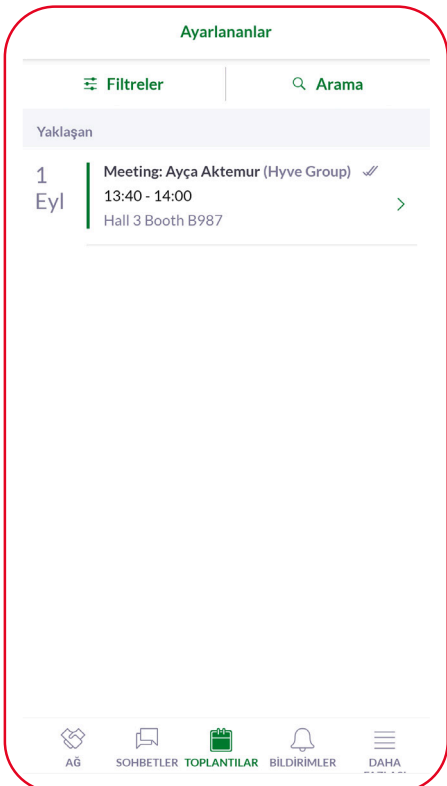 Ayarlananlar
Filtreler
Arama
Yaklaşan
1
Eyl
Meeting: Ayça Aktemur (Hyve Group)
13:40 - 14:00
Hall 3 Booth B987
AĞ
SOHBETLER
TOPLANTILAR
BİLDİRİMLER
DAHA